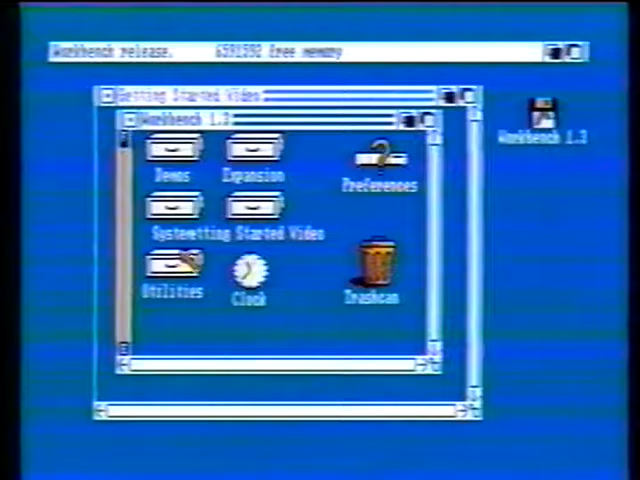 Workbench release. 6591592 free memory
Getting Started Video
Workbench 1.3
Workbench 1.3
Demos Expansion
Preferences
Systemetting Started Video
Utilities Clock Trashcan